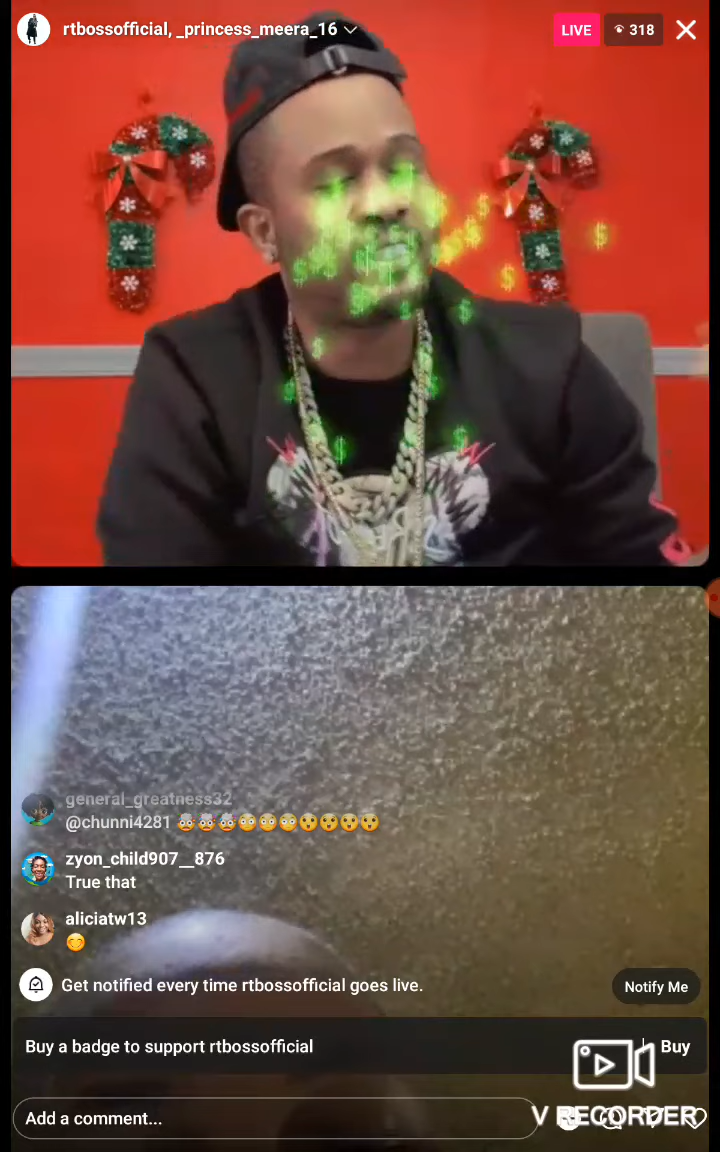 rtbossofficial, _princess_meera_16
LIVE
318
general_greatness32
@chunni4281 🤯🤯🤯😳😳😳😲😲😲😲
zyon_child907__876
True that
aliciatw13
😊
Get notified every time rtbossofficial goes live.
Notify Me
Buy a badge to support rtbossofficial
Buy
Add a comment...
V RECORDER